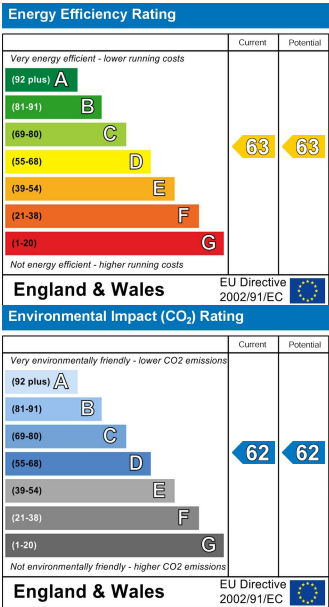 Energy Efficiency Rating
Current Potential
Very energy efficient - lower running costs
(92 plus) A
(81-91) B
(69-80) C
(55-68) D
63 63
(39-54) E
(21-38) F
(1-20) G
Not energy efficient - higher running costs
England & Wales
EU Directive
2002/91/EC
Environmental Impact (CO₂) Rating
Current Potential
Very environmentally friendly - lower CO2 emissions
(92 plus) A
(81-91) B
(69-80) C
(55-68) D
62 62
(39-54) E
(21-38) F
(1-20) G
Not environmentally friendly - higher CO2 emissions
England & Wales
EU Directive
2002/91/EC